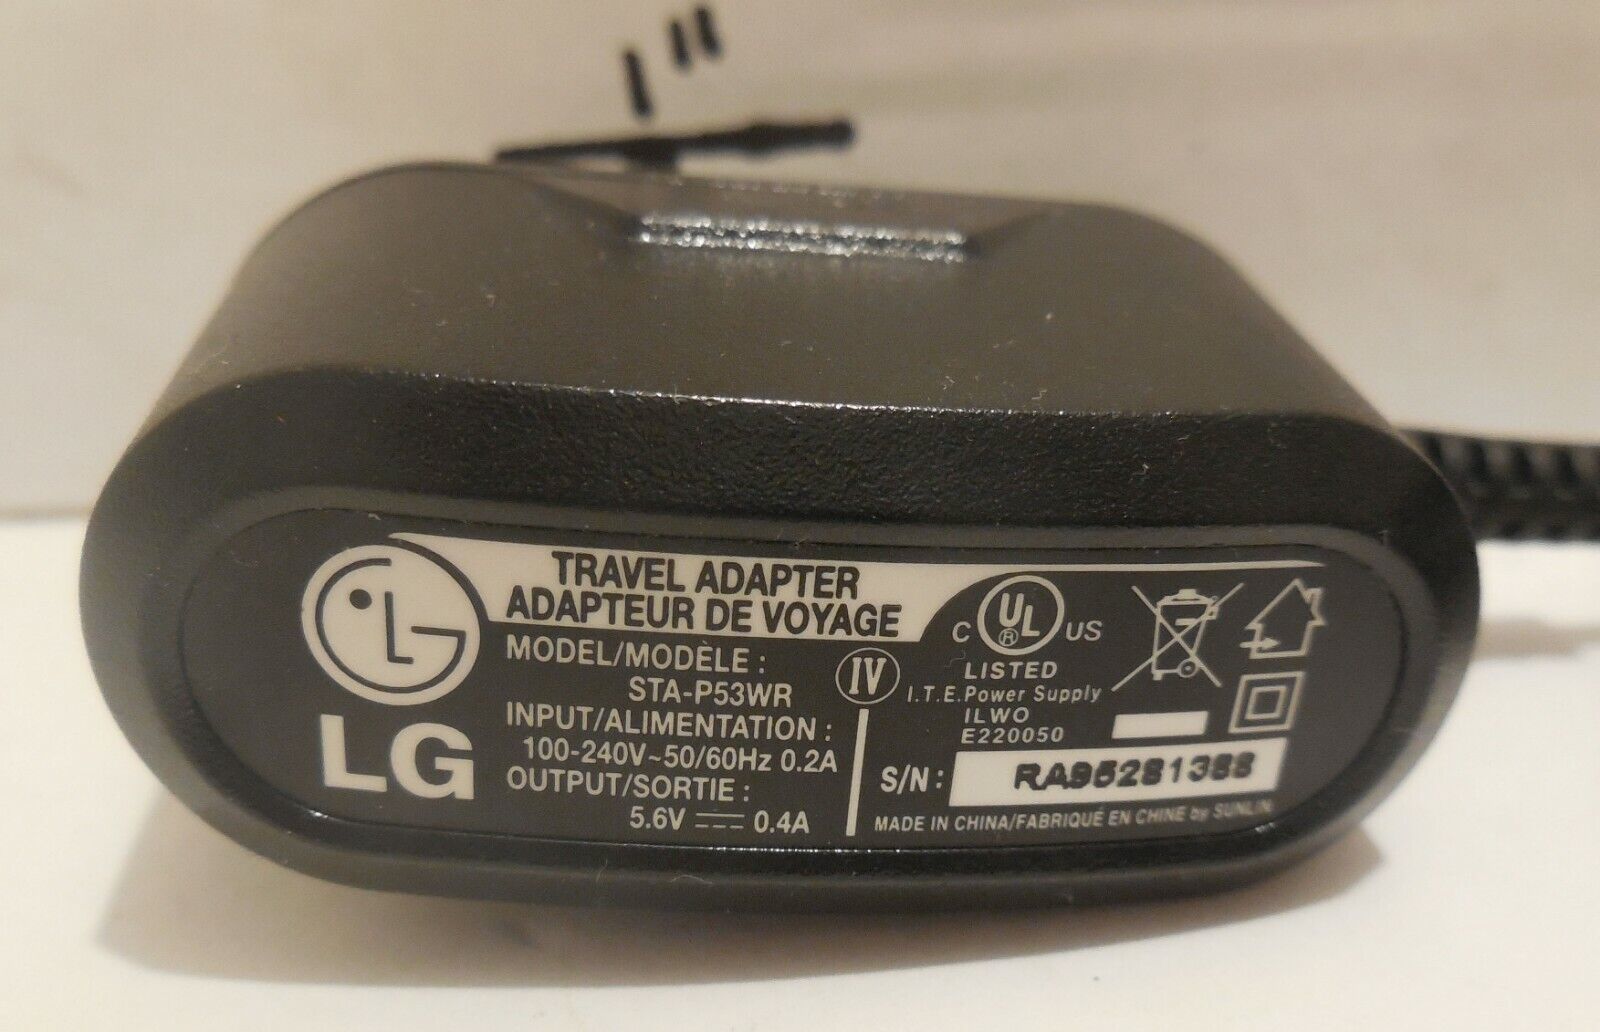 1"
TRAVEL ADAPTER
ADAPTEUR DE VOYAGE
LG
MODEL/MODÈLE :
STA-P53WR
INPUT/ALIMENTATION :
100-240V~50/60Hz 0.2A
OUTPUT/SORTIE :
5.6V ⎓ 0.4A
IV
C UL ® US
LISTED
I.T.E.Power Supply
ILWO
E220050
S/N : RA95281388
MADE IN CHINA/FABRIQUÉ EN CHINE by SUNLIN